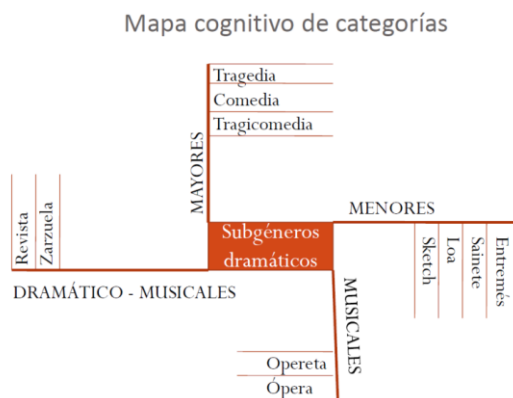 Mapa cognitivo de categorías
Tragedia
Comedia
Tragicomedia
MAYORES
Revista
Zarzuela
MENORES
Subgéneros
dramáticos
Sketch
Loa
Sainete
Entremés
DRAMÁTICO - MUSICALES
MUSICALES
Opereta
Ópera